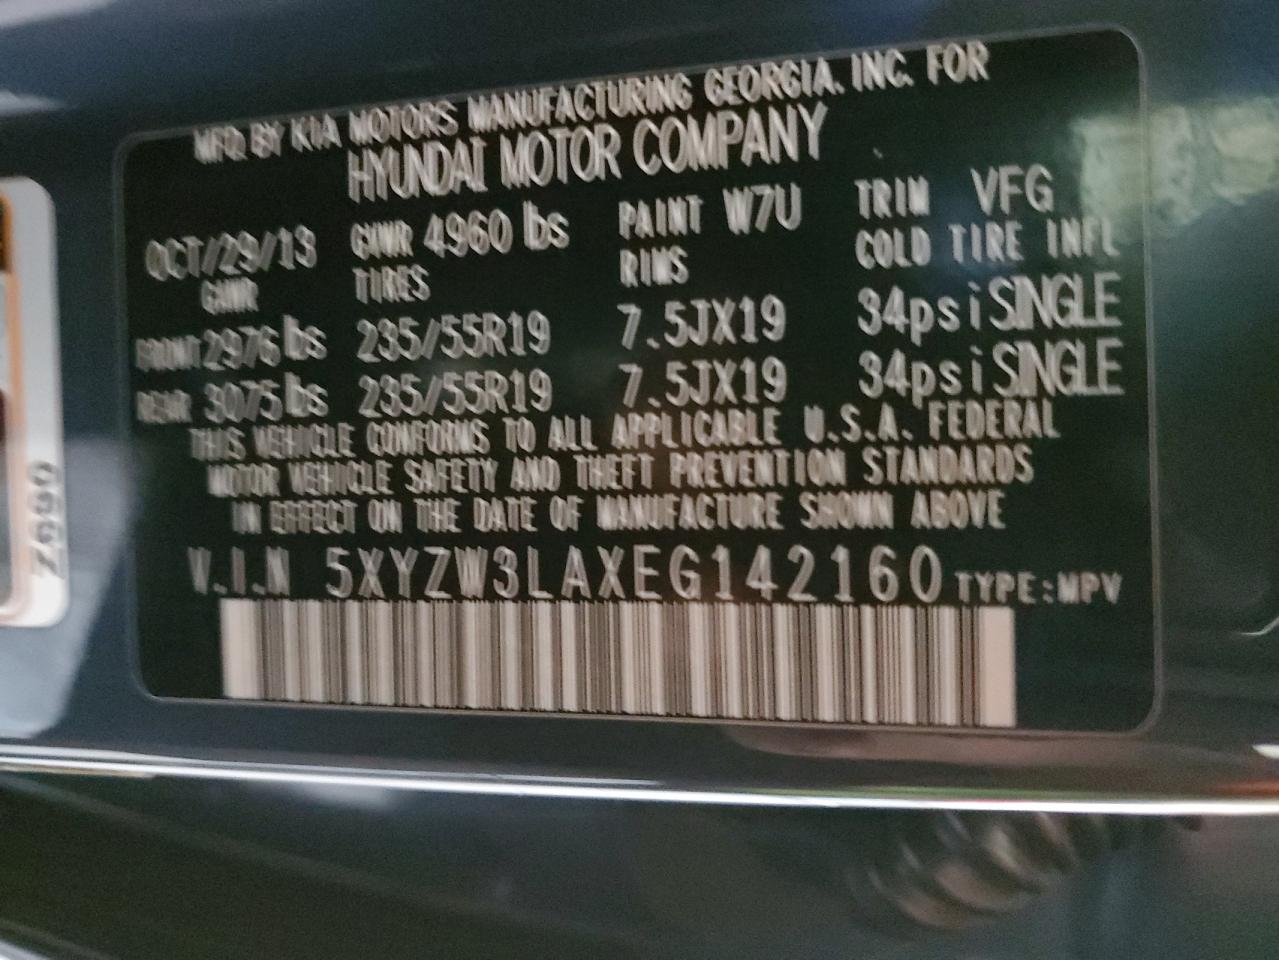 MFD. BY KIA MOTORS MANUFACTURING GEORGIA. INC. FOR
HYUNDAI MOTOR COMPANY
OCT/29//13 GVWR 4960 lbs PAINT W7U TRIM VFG
GAWR TIRES RIMS COLD TIRE INFL
FRONT 2976 lbs 235/55R19 7.5JX19 34psi SINGLE
REAR 3075 lbs 235/55R19 7.5JX19 34psi SINGLE
THIS VEHICLE CONFORMS TO ALL APPLICABLE U.S.A. FEDERAL
MOTOR VEHICLE SAFETY AND THEFT PREVENTION STANDARDS
IN EFFECT ON THE DATE OF MANUFACTURE SHOWN ABOVE
V.I.N 5XYZW3LAXEG142160 TYPE:MPV